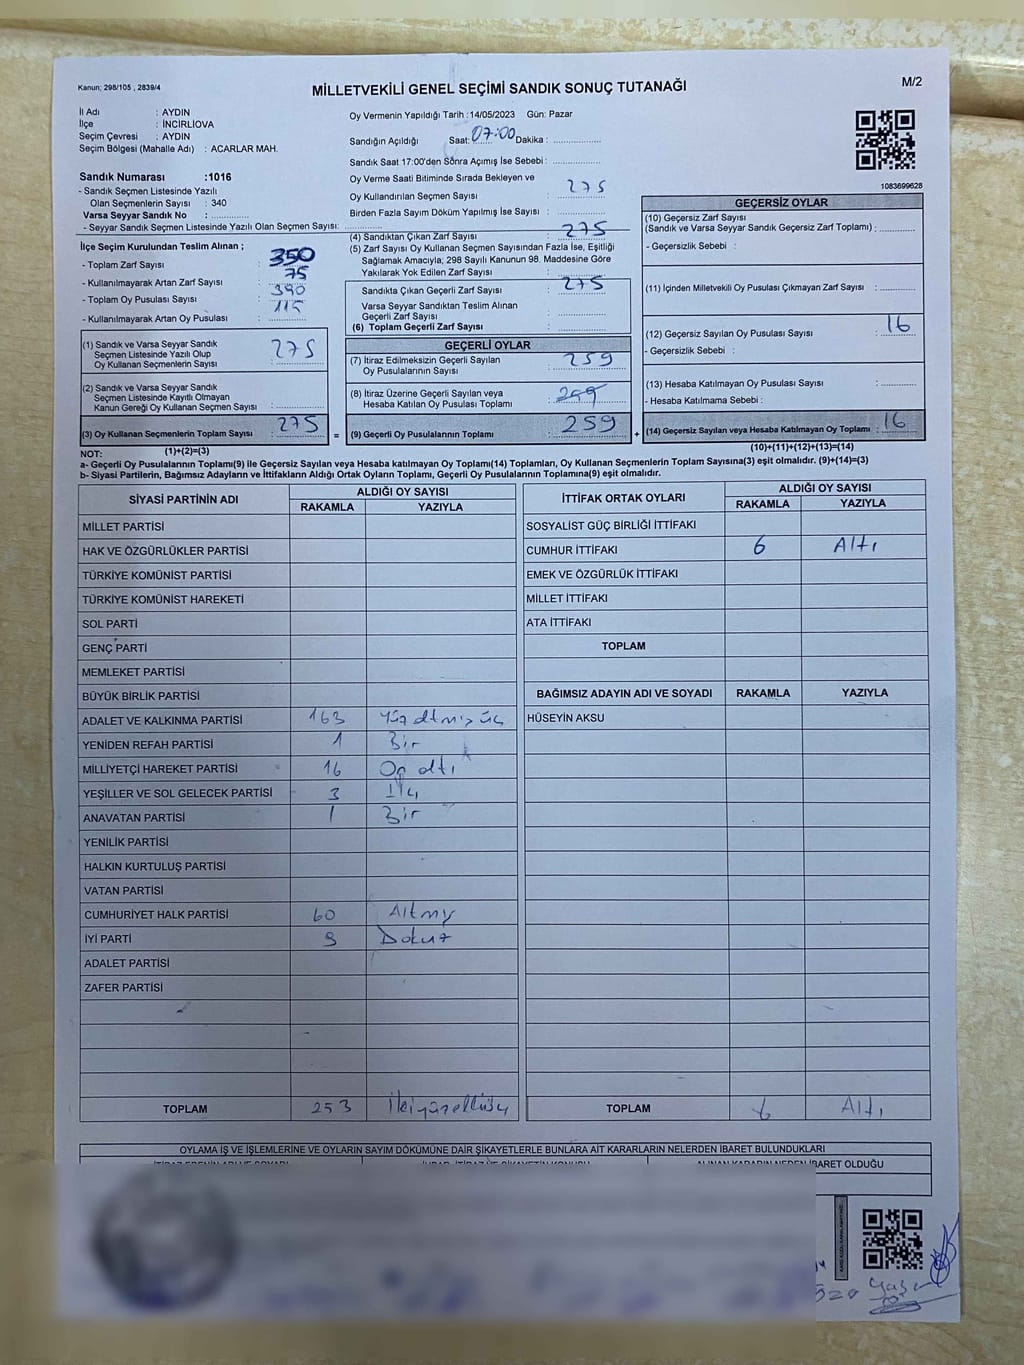 Kanun; 298/105 , 2839/4
MİLLETVEKİLİ GENEL SEÇİMİ SANDIK SONUÇ TUTANAĞI
M/2
İl Adı : AYDIN
İlçe : İNCİRLİOVA
Seçim Çevresi : AYDIN
Seçim Bölgesi (Mahalle Adı) : ACARLAR MAH.
Sandık Numarası :1016
- Sandık Seçmen Listesinde Yazılı
Olan Seçmenlerin Sayısı : 340
Varsa Seyyar Sandık No :
- Seyyar Sandık Seçmen Listesinde Yazılı Olan Seçmen Sayısı:
Oy Vermenin Yapıldığı Tarih :14/05/2023 Gün: Pazar
Sandığın Açıldığı Saat: 07:00 Dakika :
Sandık Saat 17:00'den Sonra Açımış İse Sebebi :
Oy Verme Saati Bitiminde Sırada Bekleyen ve
Oy Kullandırılan Seçmen Sayısı : 275
Birden Fazla Sayım Döküm Yapılmış İse Sayısı :
1083699628
İlçe Seçim Kurulundan Teslim Alınan ;
- Toplam Zarf Sayısı : 350
- Kullanılmayarak Artan Zarf Sayısı : 75
- Toplam Oy Pusulası Sayısı : 390
- Kullanılmayarak Artan Oy Pusulası : 115
(1) Sandık ve Varsa Seyyar Sandık
Seçmen Listesinde Yazılı Olup
Oy Kullanan Seçmenlerin Sayısı : 275
(2) Sandık ve Varsa Seyyar Sandık
Seçmen Listesinde Kayıtlı Olmayan
Kanun Gereği Oy Kullanan Seçmen Sayısı :
(3) Oy Kullanan Seçmenlerin Toplam Sayısı : 275
(1)+(2)=(3)
(4) Sandıktan Çıkan Zarf Sayısı : 275
(5) Zarf Sayısı Oy Kullanan Seçmen Sayısından Fazla İse, Eşitliği
Sağlamak Amacıyla; 298 Sayılı Kanunun 98. Maddesine Göre
Yakılarak Yok Edilen Zarf Sayısı :
Sandıkta Çıkan Geçerli Zarf Sayısı : 275
Varsa Seyyar Sandıktan Teslim Alınan
Geçerli Zarf Sayısı :
(6) Toplam Geçerli Zarf Sayısı :
GEÇERLİ OYLAR
(7) İtiraz Edilmeksizin Geçerli Sayılan
Oy Pusulalarının Sayısı : 259
(8) İtiraz Üzerine Geçerli Sayılan veya
Hesaba Katılan Oy Pusulası Toplamı : 259
= (9) Geçerli Oy Pusulalarının Toplamı : 259
GEÇERSİZ OYLAR
(10) Geçersiz Zarf Sayısı
(Sandık ve Varsa Seyyar Sandık Geçersiz Zarf Toplamı) :
- Geçersizlik Sebebi :
(11) İçinden Milletvekili Oy Pusulası Çıkmayan Zarf Sayısı :
(12) Geçersiz Sayılan Oy Pusulası Sayısı : 16
- Geçersizlik Sebebi :
(13) Hesaba Katılmayan Oy Pusulası Sayısı :
- Hesaba Katılmama Sebebi :
+ (14) Geçersiz Sayılan veya Hesaba Katılmayan Oy Toplamı : 16
(10)+(11)+(12)+(13)=(14)
NOT:
a- Geçerli Oy Pusulalarının Toplamı(9) ile Geçersiz Sayılan veya Hesaba katılmayan Oy Toplamı(14) Toplamları, Oy Kullanan Seçmenlerin Toplam Sayısına(3) eşit olmalıdır. (9)+(14)=(3)
b- Siyasi Partilerin, Bağımsız Adayların ve İttifakların Aldığı Ortak Oyların Toplamı, Geçerli Oy Pusulalarının Toplamına(9) eşit olmalıdır.
SİYASİ PARTİNİN ADI ALDIĞI OY SAYISI
RAKAMLA YAZIYLA
MİLLET PARTİSİ
HAK VE ÖZGÜRLÜKLER PARTİSİ
TÜRKİYE KOMÜNİST PARTİSİ
TÜRKİYE KOMÜNİST HAREKETİ
SOL PARTİ
GENÇ PARTİ
MEMLEKET PARTİSİ
BÜYÜK BİRLİK PARTİSİ
ADALET VE KALKINMA PARTİSİ 163 Yüz altmış üç
YENİDEN REFAH PARTİSİ 1 Bir
MİLLİYETÇİ HAREKET PARTİSİ 16 On altı
YEŞİLLER VE SOL GELECEK PARTİSİ 3
ANAVATAN PARTİSİ 1 Bir
YENİLİK PARTİSİ
HALKIN KURTULUŞ PARTİSİ
VATAN PARTİSİ
CUMHURİYET HALK PARTİSİ 60 Altmış
İYİ PARTİ 9 Dokuz
ADALET PARTİSİ
ZAFER PARTİSİ
TOPLAM 253 İkiyüzelliüç
İTTİFAK ORTAK OYLARI ALDIĞI OY SAYISI
RAKAMLA YAZIYLA
SOSYALİST GÜÇ BİRLİĞİ İTTİFAKI
CUMHUR İTTİFAKI 6 Altı
EMEK VE ÖZGÜRLÜK İTTİFAKI
MİLLET İTTİFAKI
ATA İTTİFAKI
TOPLAM
BAĞIMSIZ ADAYIN ADI VE SOYADI RAKAMLA YAZIYLA
HÜSEYİN AKSU
TOPLAM 6 Altı
OYLAMA İŞ VE İŞLEMLERİNE VE OYLARIN SAYIM DÖKÜMÜNE DAİR ŞİKAYETLERLE BUNLARA AİT KARARLARIN NELERDEN İBARET BULUNDUKLARI
ALINAN KARARIN NEDEN İBARET OLDUĞU